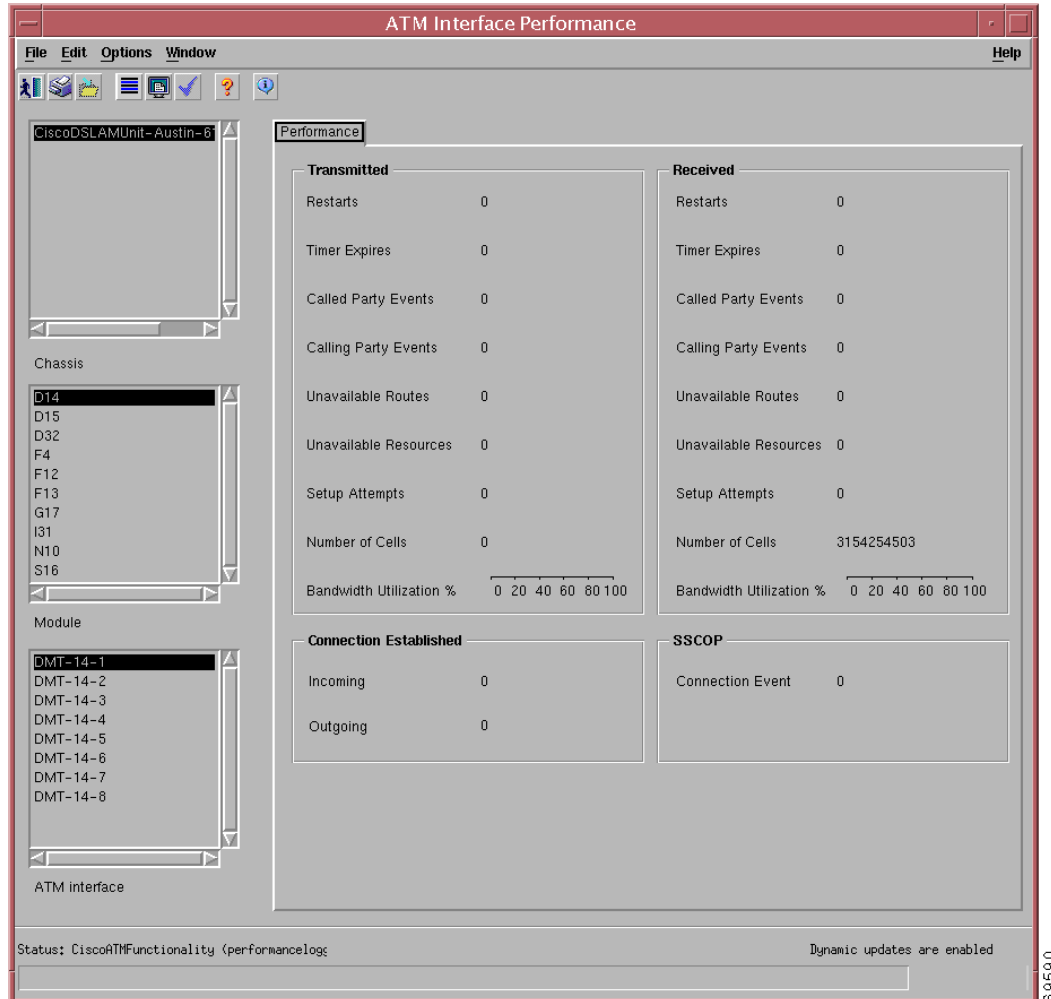 ATM Interface Performance
File Edit Options Window Help
CiscoDSLAMUnit-Austin-61
Chassis
D14
D15
D32
F4
F12
F13
G17
I31
N10
S16
Module
DMT-14-1
DMT-14-2
DMT-14-3
DMT-14-4
DMT-14-5
DMT-14-6
DMT-14-7
DMT-14-8
ATM interface
Performance
Transmitted
Restarts 0
Timer Expires 0
Called Party Events 0
Calling Party Events 0
Unavailable Routes 0
Unavailable Resources 0
Setup Attempts 0
Number of Cells 0
Bandwidth Utilization % 0 20 40 60 80 100
Received
Restarts 0
Timer Expires 0
Called Party Events 0
Calling Party Events 0
Unavailable Routes 0
Unavailable Resources 0
Setup Attempts 0
Number of Cells 3154254503
Bandwidth Utilization % 0 20 40 60 80 100
Connection Established
Incoming 0
Outgoing 0
SSCOP
Connection Event 0
Status: CiscoATMFunctionality (performancelogg
Dynamic updates are enabled
69590